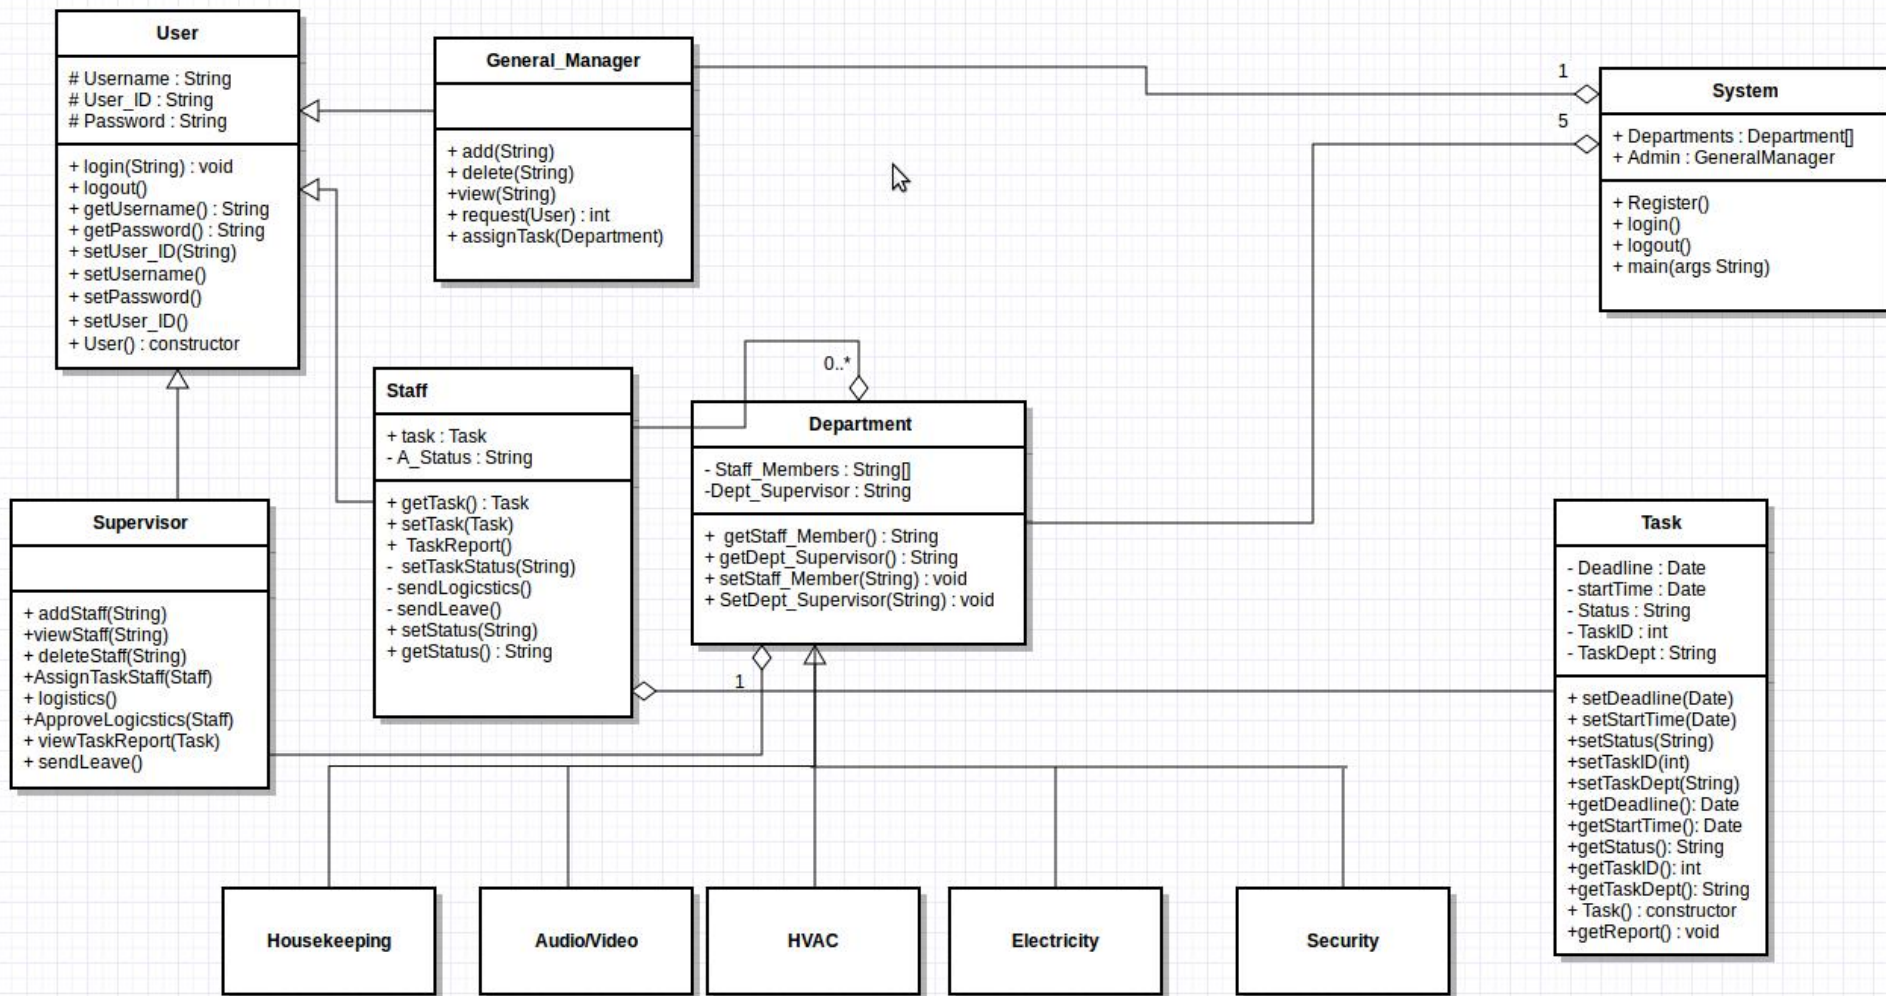 User
# Username : String
# User_ID : String
# Password : String
+ login(String) : void
+ logout()
+ getUsername() : String
+ getPassword() : String
+ setUser_ID(String)
+ setUsername()
+ setPassword()
+ setUser_ID()
+ User() : constructor
General_Manager
+ add(String)
+ delete(String)
+view(String)
+ request(User) : int
+ assignTask(Department)
1
5
System
+ Departments : Department[]
+ Admin : GeneralManager
+ Register()
+ login()
+ logout()
+ main(args String)
Staff
+ task : Task
- A_Status : String
+ getTask() : Task
+ setTask(Task)
+  TaskReport()
-  setTaskStatus(String)
- sendLogicstics()
- sendLeave()
+ setStatus(String)
+ getStatus() : String
0..*
Department
- Staff_Members : String[]
-Dept_Supervisor : String
+  getStaff_Member() : String
+ getDept_Supervisor() : String
+ setStaff_Member(String) : void
+ SetDept_Supervisor(String) : void
1
Supervisor
+ addStaff(String)
+viewStaff(String)
+ deleteStaff(String)
+AssignTaskStaff(Staff)
+ logistics()
+ApproveLogicstics(Staff)
+ viewTaskReport(Task)
+ sendLeave()
Task
- Deadline : Date
- startTime : Date
- Status : String
- TaskID : int
- TaskDept : String
+ setDeadline(Date)
+ setStartTime(Date)
+setStatus(String)
+setTaskID(int)
+setTaskDept(String)
+getDeadline(): Date
+getStartTime(): Date
+getStatus(): String
+getTaskID(): int
+getTaskDept(): String
+ Task() : constructor
+getReport() : void
Housekeeping
Audio/Video
HVAC
Electricity
Security